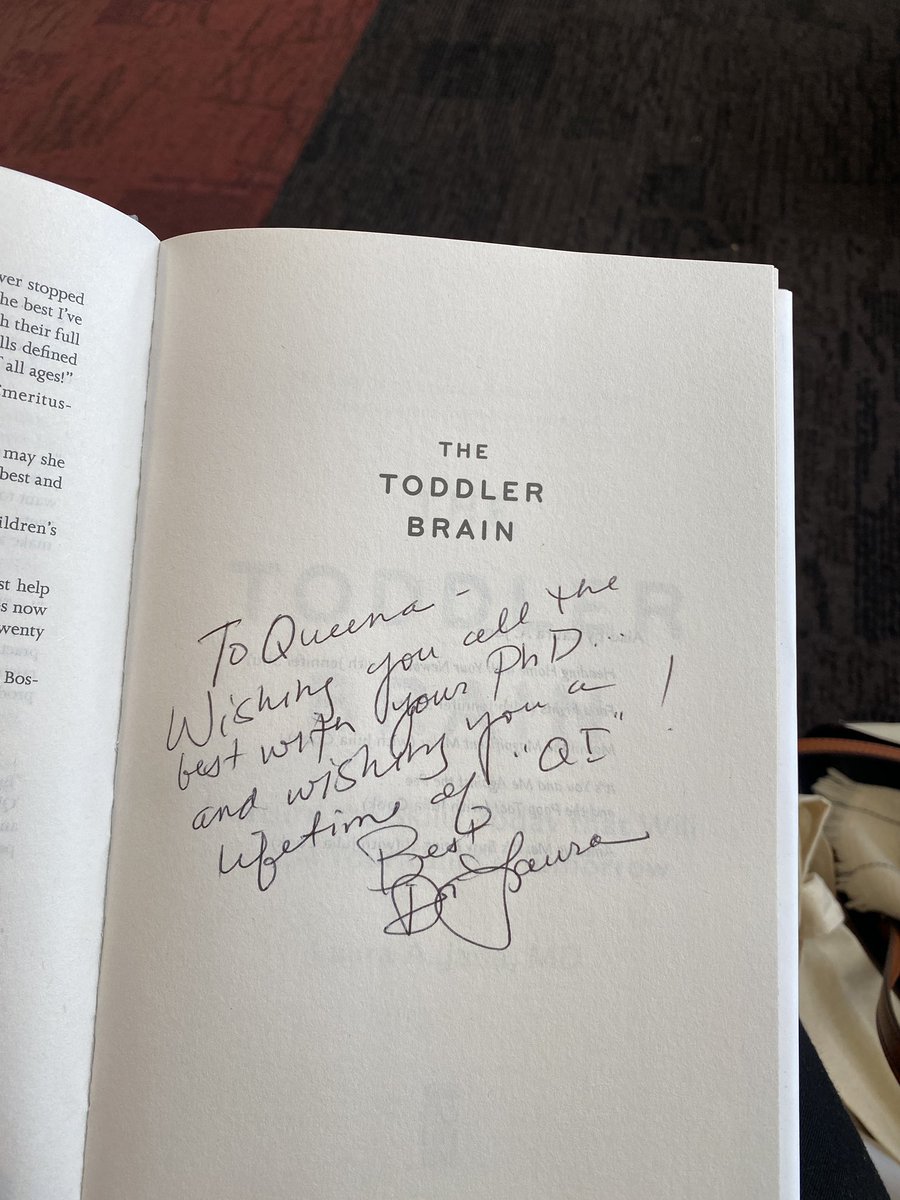 ver stopped
he best I've
h their full
lls defined
all ages!"
meritus-
may she
best and
ildren's
st help
s now
wenty
Bos-
THE
TODDLER
BRAIN
To Queena -
Wishing you all the
best with your PhD...
and wishing you a
lifetime of "QI" !
Best
Dr Laura